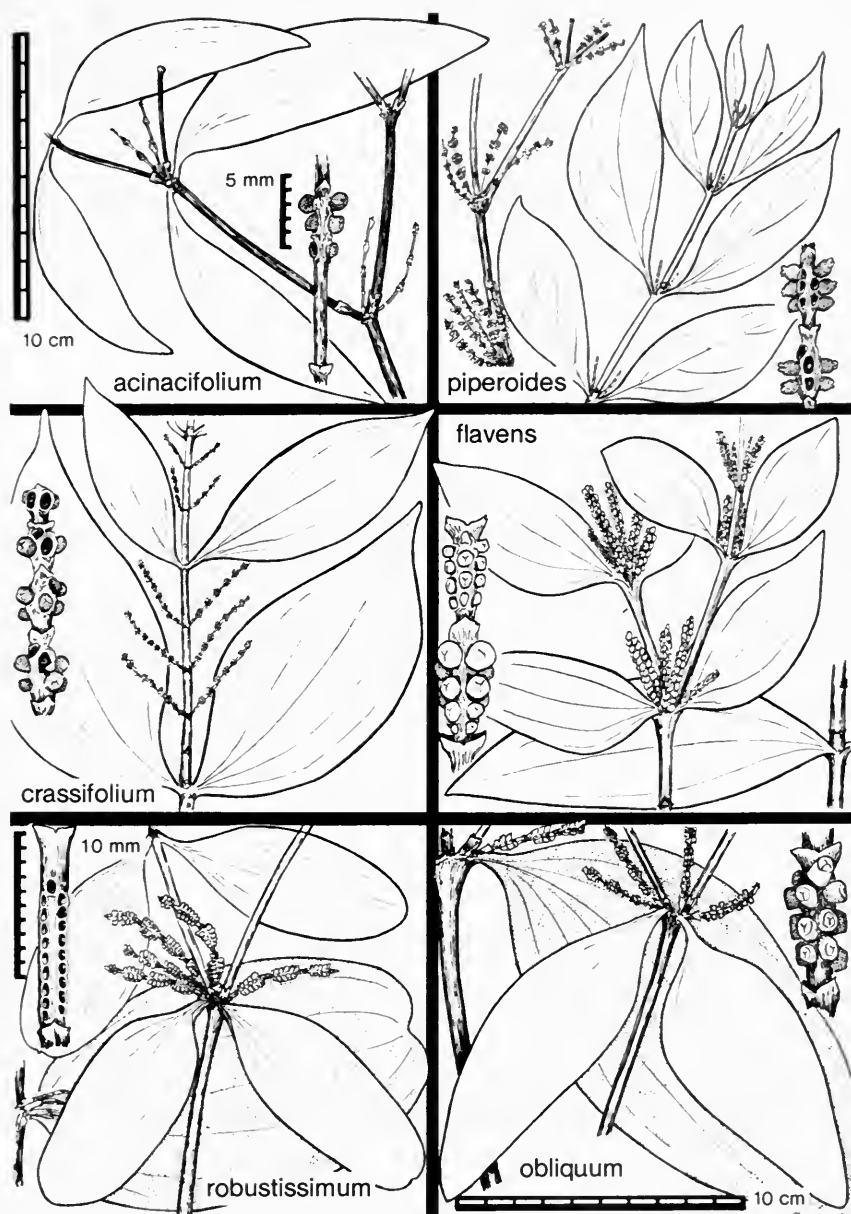 5 mm
10 cm
acinacifolium
piperoides
flavens
crassifolium
10 mm
robustissimum
obliquum
10 cm